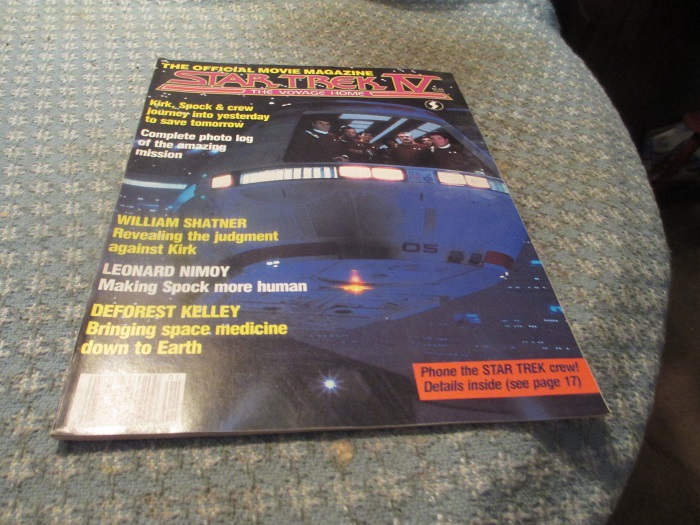 THE OFFICIAL MOVIE MAGAZINE
STAR TREK IV
THE VOYAGE HOME
Kirk, Spock & crew
journey into yesterday
to save tomorrow
Complete photo log
of the amazing
mission
WILLIAM SHATNER
Revealing the judgment
against Kirk
LEONARD NIMOY
Making Spock more human
DEFOREST KELLEY
Bringing space medicine
down to Earth
05
Phone the STAR TREK crew!
Details inside (see page 17)